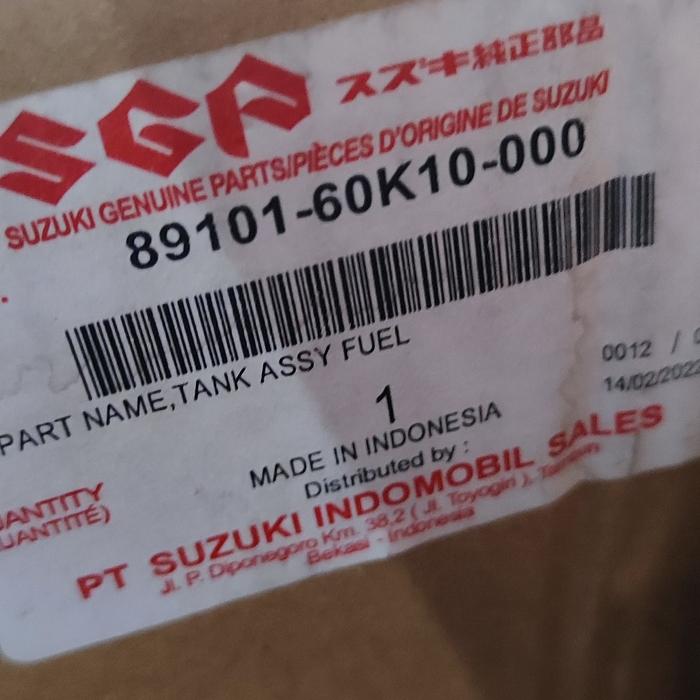 SGP
スズキ純正部品
SUZUKI GENUINE PARTS/PIÈCES D'ORIGINE DE SUZUKI
89101-60K10-000
PART NAME,TANK ASSY FUEL
0012 /
14/02/2022
1
MADE IN INDONESIA
Distributed by :
ANTITY
UANTITÉ)
PT SUZUKI INDOMOBIL SALES
Jl. P. Diponegoro Km. 38,2 ( Jl. Toyogiri ),
Bekasi - Indonesia